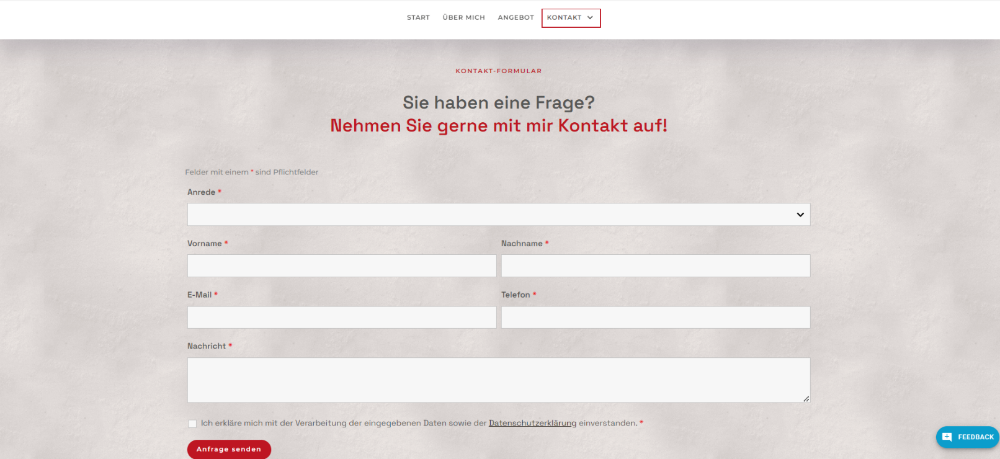 START ÜBER MICH ANGEBOT KONTAKT
KONTAKT-FORMULAR
Sie haben eine Frage?
Nehmen Sie gerne mit mir Kontakt auf!
Felder mit einem * sind Pflichtfelder
Anrede *
Vorname * Nachname *
E-Mail * Telefon *
Nachricht *
Ich erkläre mich mit der Verarbeitung der eingegebenen Daten sowie der Datenschutzerklärung einverstanden. *
FEEDBACK
Anfrage senden